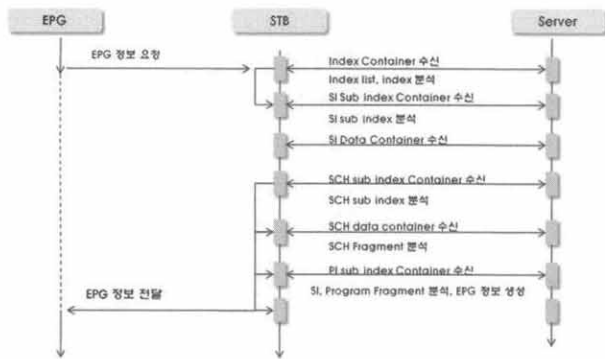 EPG
STB
Server
EPG 정보 요청
Index Container 수신
Index list, index 분석
SI Sub Index Container 수신
SI sub index 분석
SI Data Container 수신
SCH sub index Container 수신
SCH sub index 분석
SCH data container 수신
SCH Fragment 분석
PI sub index Container 수신
EPG 정보 전달
SI, Program Fragment 분석, EPG 정보 생성